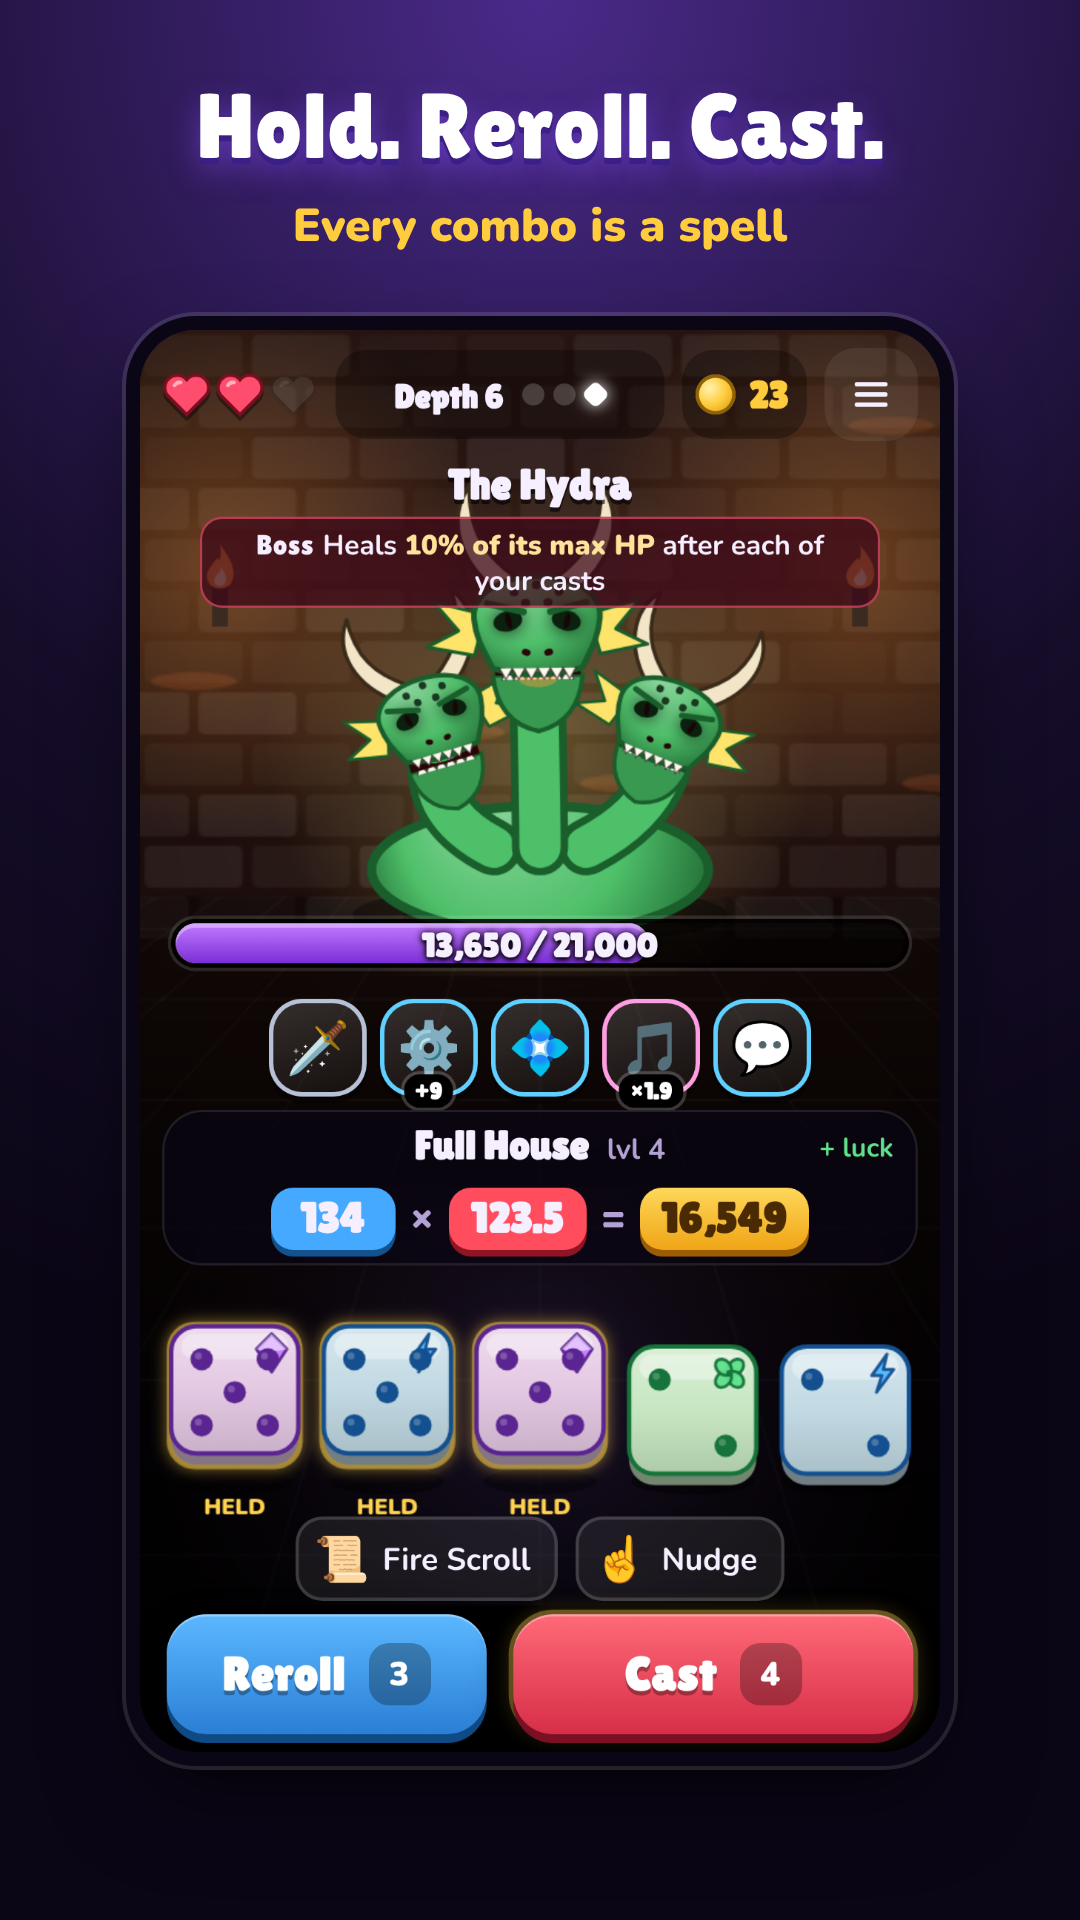 Hold. Reroll. Cast.
Every combo is a spell
Depth 6
23
The Hydra
Boss Heals 10% of its max HP after each of
your casts
13,650 / 21,000
+9
×1.9
Full House lvl 4
+ luck
134 × 123.5 = 16,549
HELD
HELD
HELD
Fire Scroll
Nudge
Reroll 3
Cast 4